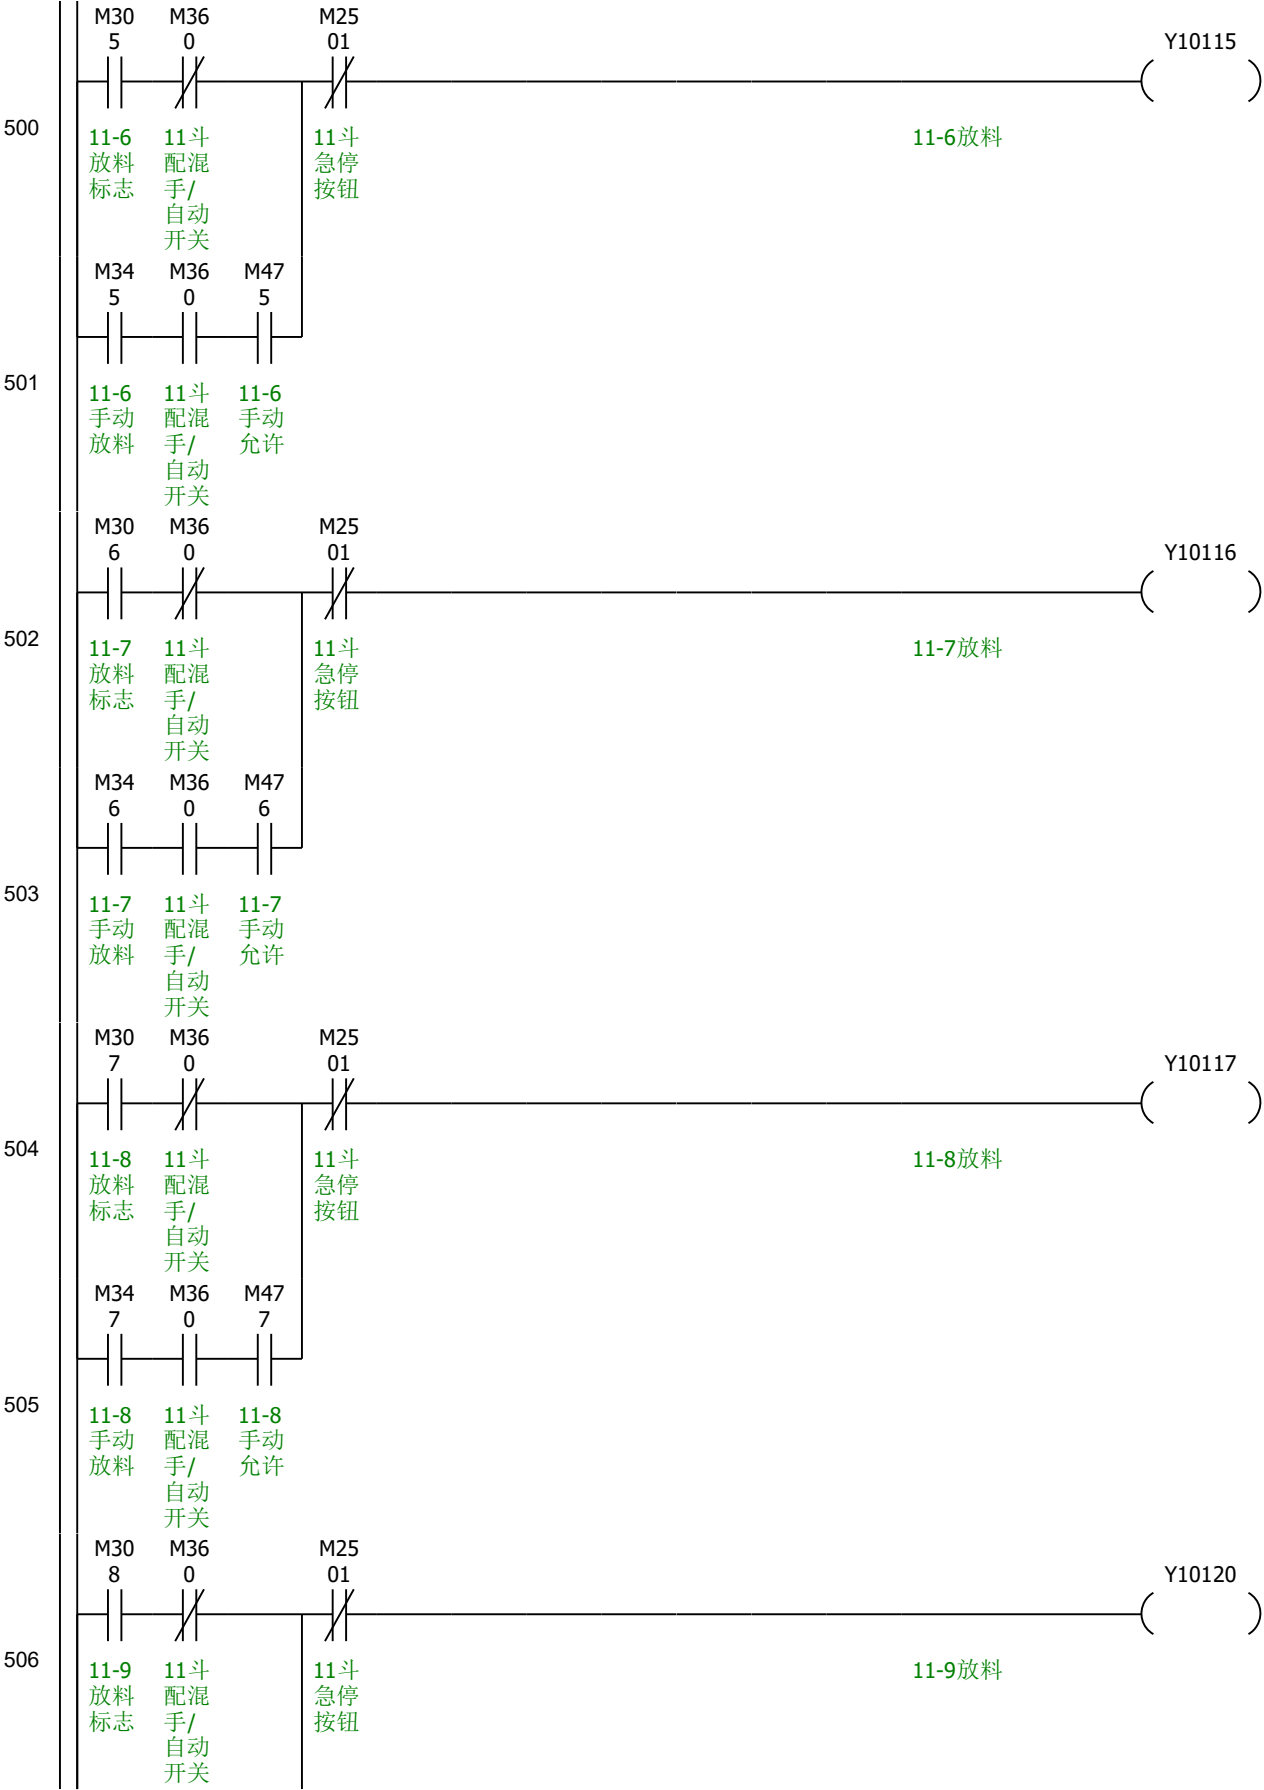 M30 M36 M25
5 0 01 Y10115
500
11-6 11斗 11斗 11-6放料
放料 配混 急停
标志 手/ 按钮
自动
开关
M34 M36 M47
5 0 5
501
11-6 11斗 11-6
手动 配混 手动
放料 手/ 允许
自动
开关
M30 M36 M25
6 0 01 Y10116
502
11-7 11斗 11斗 11-7放料
放料 配混 急停
标志 手/ 按钮
自动
开关
M34 M36 M47
6 0 6
503
11-7 11斗 11-7
手动 配混 手动
放料 手/ 允许
自动
开关
M30 M36 M25
7 0 01 Y10117
504
11-8 11斗 11斗 11-8放料
放料 配混 急停
标志 手/ 按钮
自动
开关
M34 M36 M47
7 0 7
505
11-8 11斗 11-8
手动 配混 手动
放料 手/ 允许
自动
开关
M30 M36 M25
8 0 01 Y10120
506
11-9 11斗 11斗 11-9放料
放料 配混 急停
标志 手/ 按钮
自动
开关